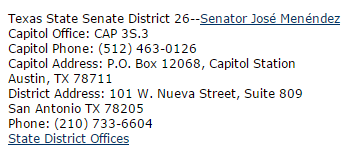 Texas State Senate District 26--Senator José Menéndez
Capitol Office: CAP 3S.3
Capitol Phone: (512) 463-0126
Capitol Address: P.O. Box 12068, Capitol Station
Austin, TX 78711
District Address: 101 W. Nueva Street, Suite 809
San Antonio TX 78205
Phone: (210) 733-6604
State District Offices